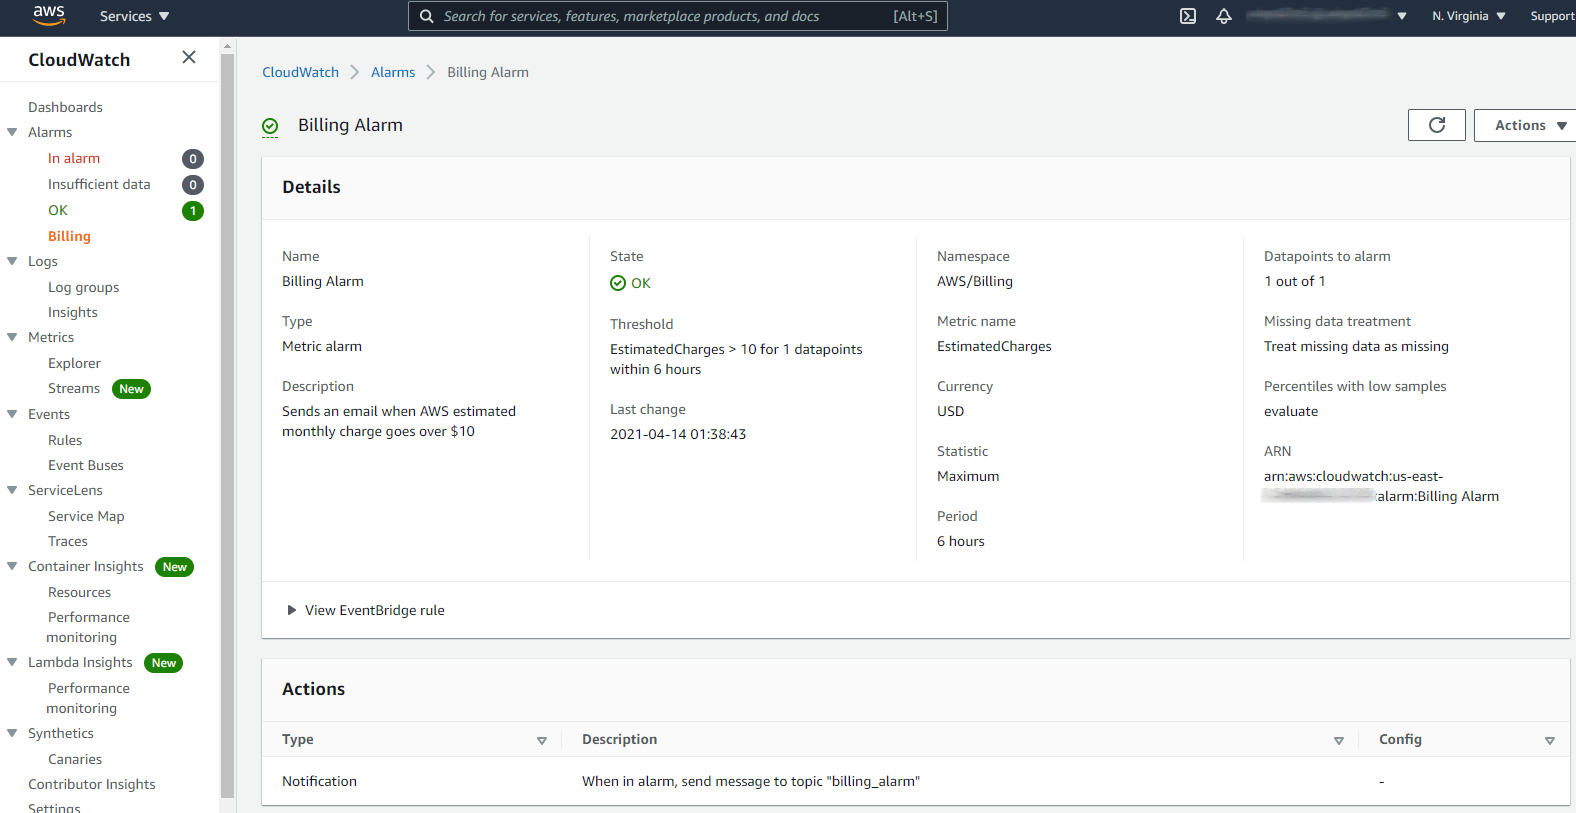 aws
Services
Search for services, features, marketplace products, and docs [Alt+S]
N. Virginia
Support
CloudWatch
Dashboards
Alarms
In alarm 0
Insufficient data 0
OK 1
Billing
Logs
Log groups
Insights
Metrics
Explorer
Streams New
Events
Rules
Event Buses
ServiceLens
Service Map
Traces
Container Insights New
Resources
Performance
monitoring
Lambda Insights New
Performance
monitoring
Synthetics
Canaries
Contributor Insights
Settings
CloudWatch Alarms Billing Alarm
Billing Alarm
Actions
Details
Name
Billing Alarm
Type
Metric alarm
Description
Sends an email when AWS estimated
monthly charge goes over $10
State
OK
Threshold
EstimatedCharges > 10 for 1 datapoints
within 6 hours
Last change
2021-04-14 01:38:43
Namespace
AWS/Billing
Metric name
EstimatedCharges
Currency
USD
Statistic
Maximum
Period
6 hours
Datapoints to alarm
1 out of 1
Missing data treatment
Treat missing data as missing
Percentiles with low samples
evaluate
ARN
arn:aws:cloudwatch:us-east-
:alarm:Billing Alarm
View EventBridge rule
Actions
Type Description Config
Notification When in alarm, send message to topic "billing_alarm" -